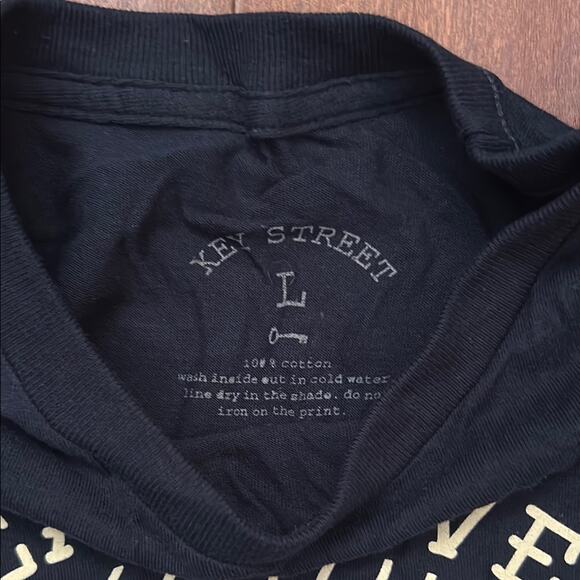 KEY STREET
L
100% cotton
wash inside out in cold water
line dry in the shade. do no
iron on the print.